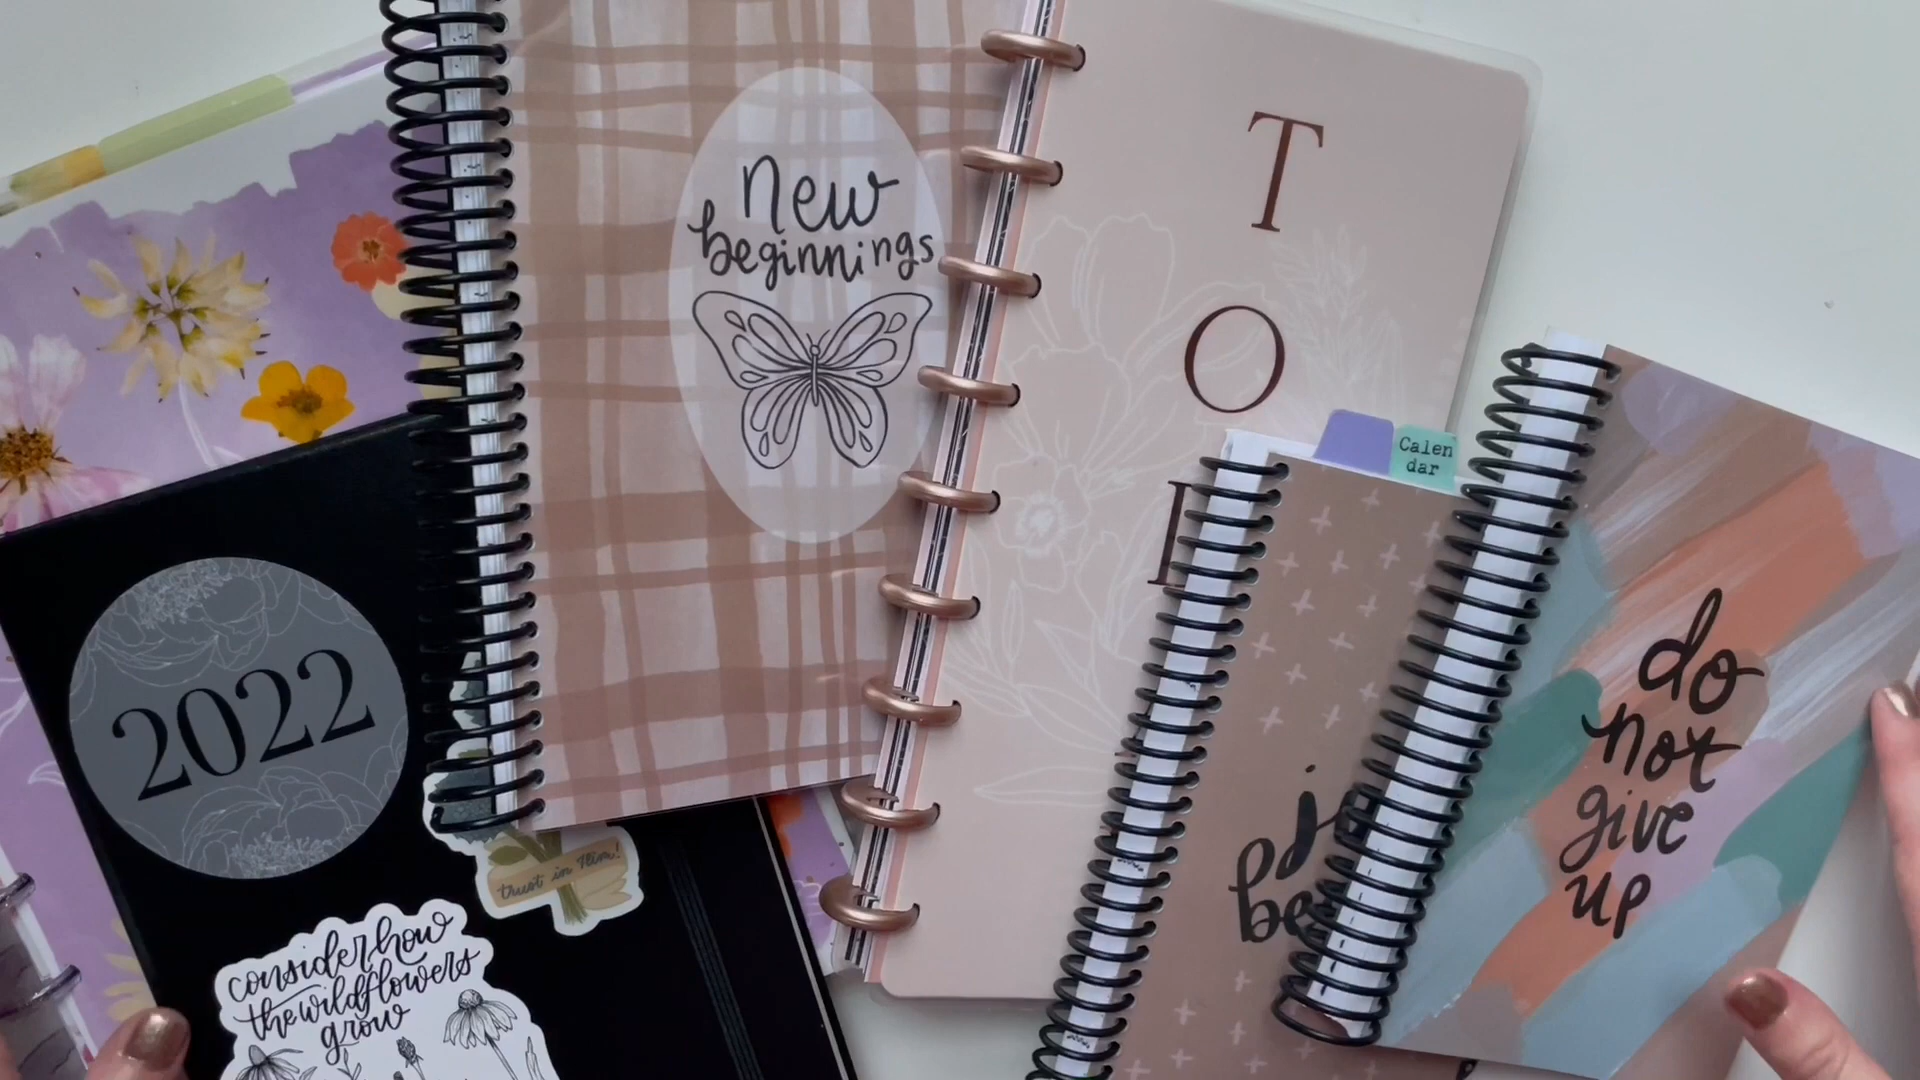 new
beginnings
T
O
Calen
dar
do
not
give
up
2022
trust in Him!
consider how
the wildflowers
grow